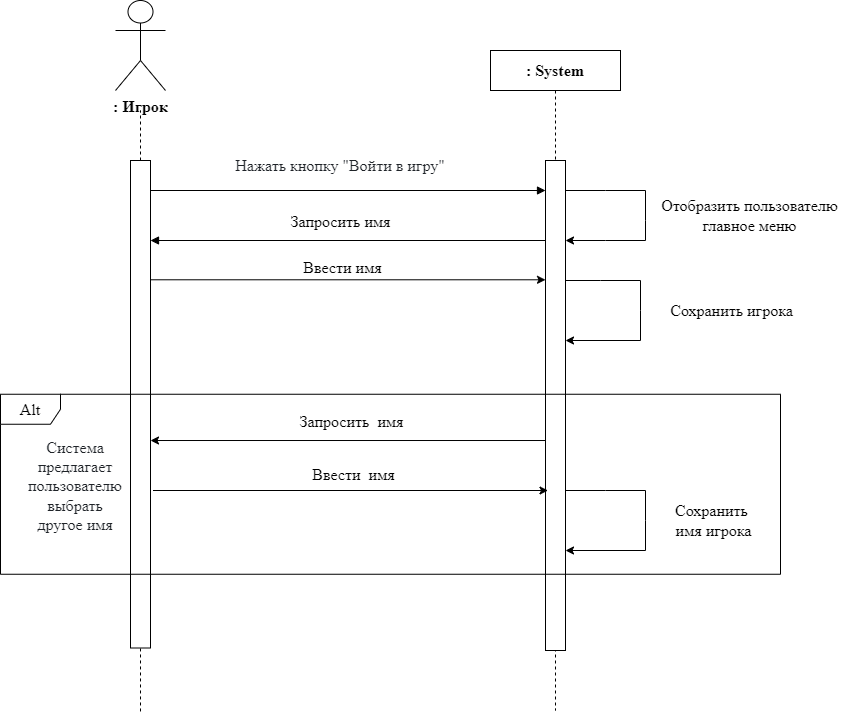 : System
: Игрок
Нажать кнопку "Войти в игру"
Отобразить пользователю
главное меню
Запросить имя
Ввести имя
Сохранить игрока
Alt
Запросить имя
Система
предлагает
пользователю
выбрать
другое имя
Ввести имя
Сохранить
имя игрока